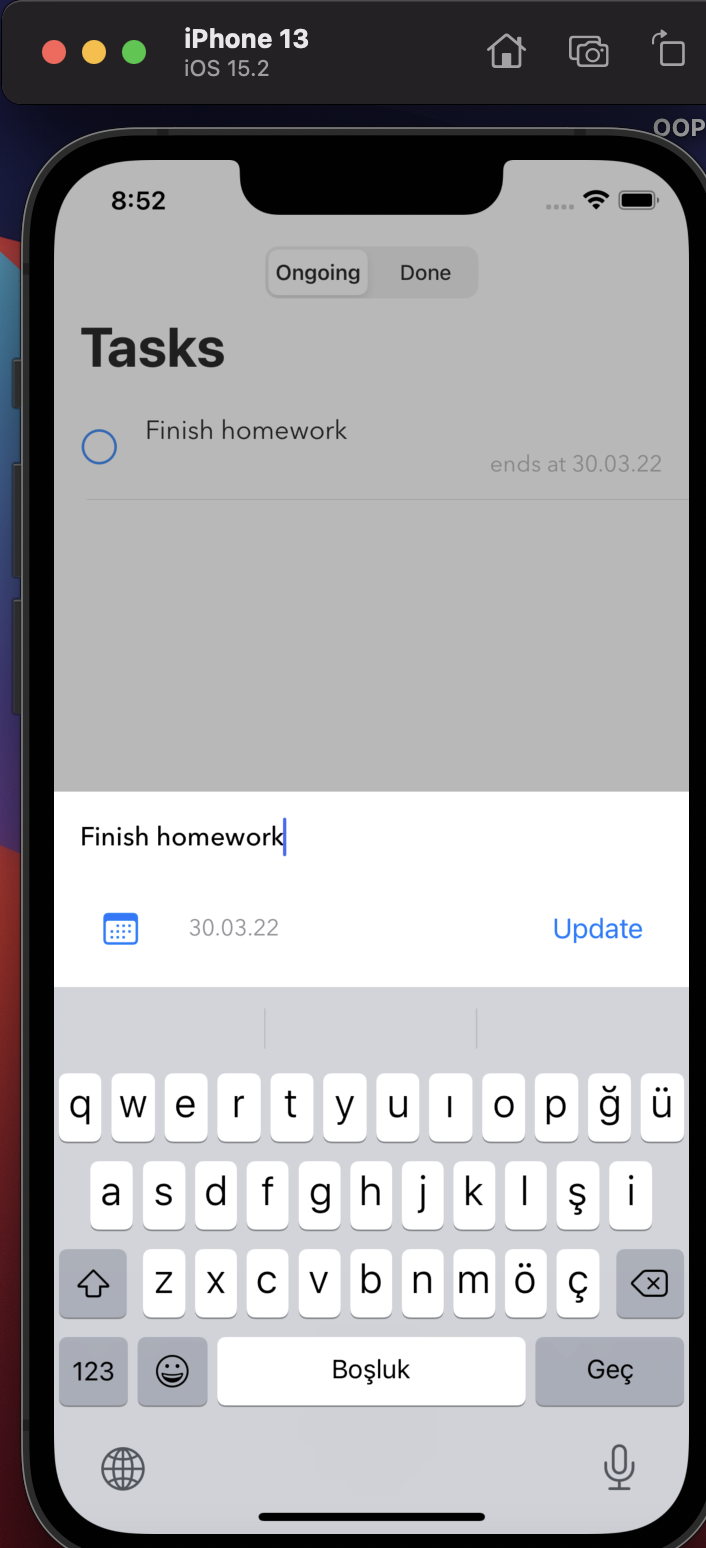 iPhone 13
iOS 15.2
OOP
8:52
Ongoing Done
Tasks
Finish homework
ends at 30.03.22
Finish homework
30.03.22 Update
q w e r t y u ı o p ğ ü
a s d f g h j k l ş i
z x c v b n m ö ç
123 Boşluk Geç